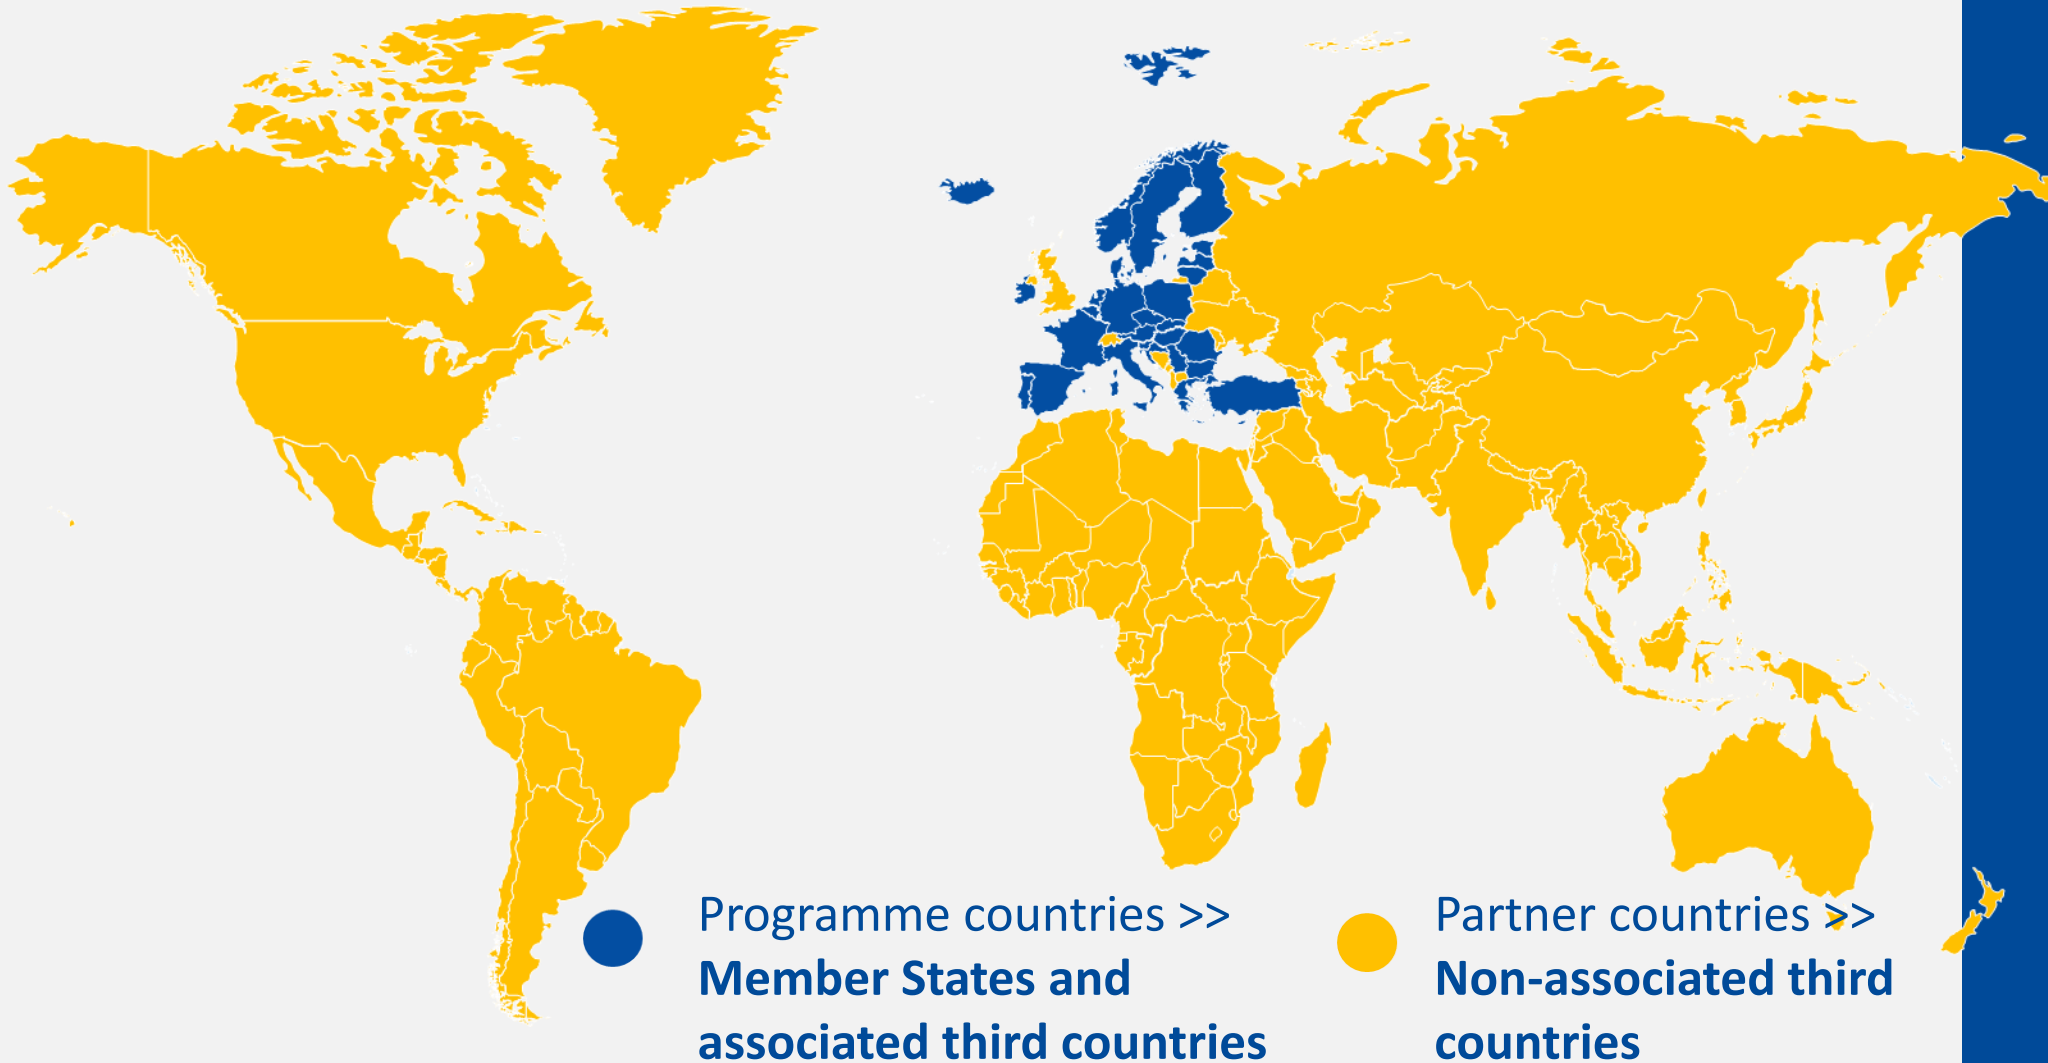 Programme countries >>
Member States and
associated third countries
Partner countries >>
Non-associated third
countries